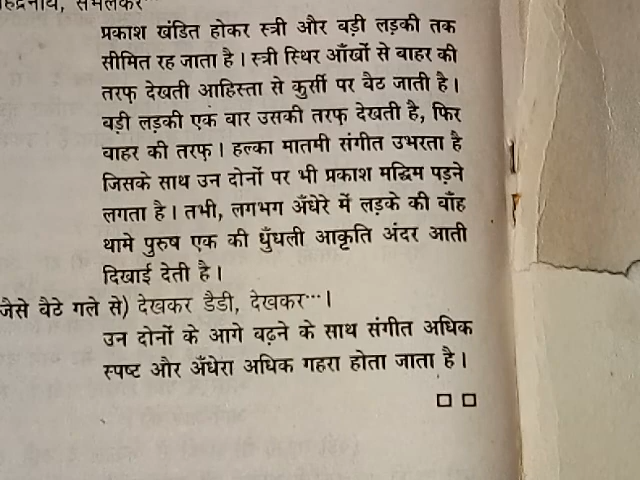 सँभलकर…
प्रकाश खंडित होकर स्त्री और बड़ी लड़की तक
सीमित रह जाता है। स्त्री स्थिर आँखों से बाहर की
तरफ़ देखती आहिस्ता से कुर्सी पर बैठ जाती है।
बड़ी लड़की एक बार उसकी तरफ़ देखती है, फिर
बाहर की तरफ़। हल्का मातमी संगीत उभरता है
जिसके साथ उन दोनों पर भी प्रकाश मद्धिम पड़ने
लगता है। तभी, लगभग अँधेरे में लड़के की बाँह
थामे पुरुष एक की धुँधली आकृति अंदर आती
दिखाई देती है।
जैसे बैठे गले से) देखकर डैडी, देखकर…।
उन दोनों के आगे बढ़ने के साथ संगीत अधिक
स्पष्ट और अँधेरा अधिक गहरा होता जाता है।